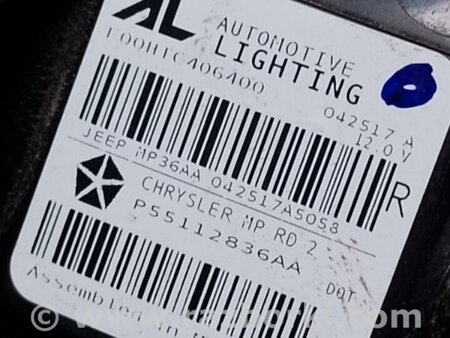 AL AUTOMOTIVE
LIGHTING
F00HTC406400
042517 A
12.0 V
JEEP MP36AA 042517A5058
R
CHRYSLER MP RD 2
P55112836AA
DOT
Assembled in
©